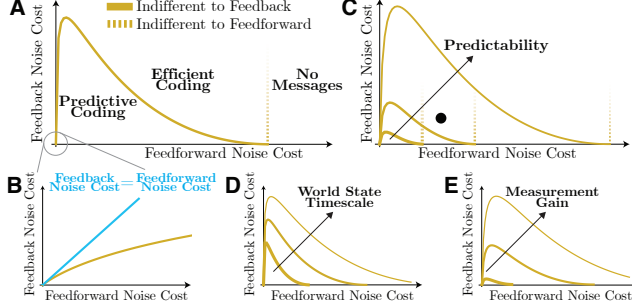 A
Feedback Noise Cost
Indifferent to Feedback
Indifferent to Feedforward
Predictive
Coding
Efficient
Coding
No
Messages
Feedforward Noise Cost
C
Feedback Noise Cost
Predictability
Feedforward Noise Cost
B
Feedback Noise Cost
Feedback = Feedforward
Noise Cost Noise Cost
Feedforward Noise Cost
D
Feedback Noise Cost
World State
Timescale
Feedforward Noise Cost
E
Feedback Noise Cost
Measurement
Gain
Feedforward Noise Cost